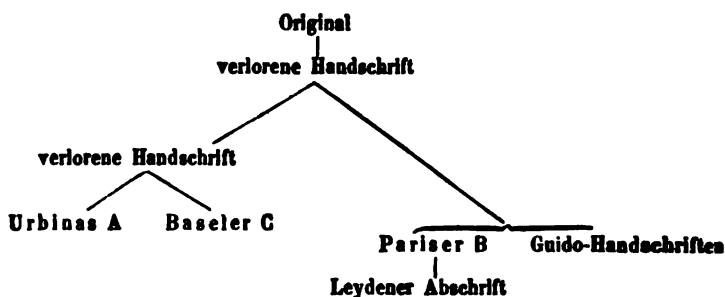 Original
verlorene Handschrift
verlorene Handschrift
Urbinas A Baseler C
Pariser B Guido-Handschriften
Leydener Abschrift